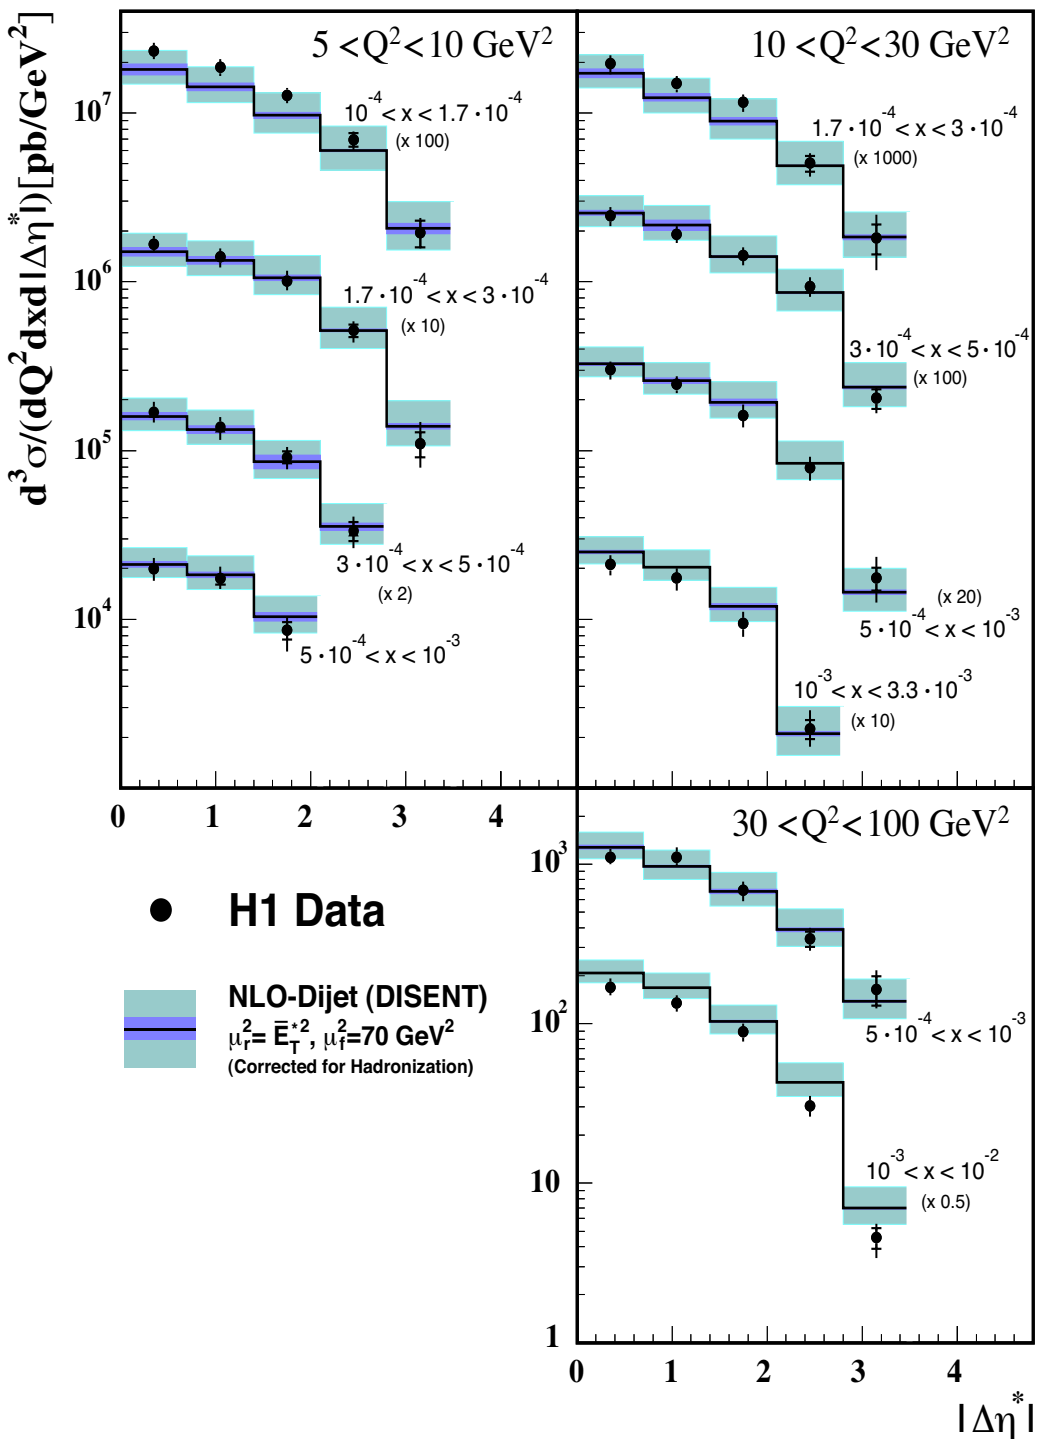 d³σ/(dQ²dxd|Δη*|)[pb/GeV²]
5 <Q²<10 GeV²
10⁷
10⁶
10⁵
10⁴
10⁻⁴< x < 1.7·10⁻⁴
(x 100)
1.7·10⁻⁴< x < 3·10⁻⁴
(x 10)
3·10⁻⁴< x < 5·10⁻⁴
(x 2)
5·10⁻⁴< x < 10⁻³
0 1 2 3 4
10 <Q²<30 GeV²
1.7·10⁻⁴< x < 3·10⁻⁴
(x 1000)
3·10⁻⁴< x < 5·10⁻⁴
(x 100)
(x 20)
5·10⁻⁴< x < 10⁻³
10⁻³< x < 3.3·10⁻³
(x 10)
30 <Q²<100 GeV²
10³
10²
10
1
5·10⁻⁴< x < 10⁻³
10⁻³< x < 10⁻²
(x 0.5)
0 1 2 3 4
|Δη*|
H1 Data
NLO-Dijet (DISENT)
μᵣ²= E̅_T*², μ_f²=70 GeV²
(Corrected for Hadronization)